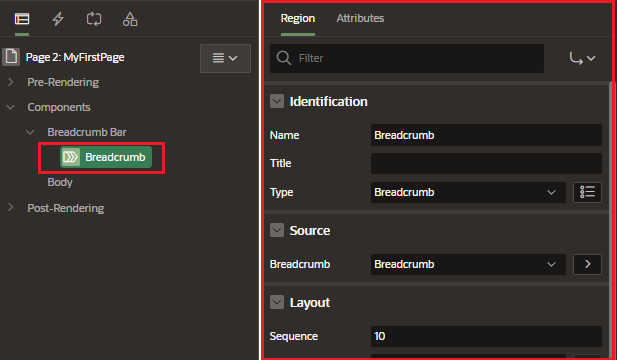 Page 2: MyFirstPage
Pre-Rendering
Components
Breadcrumb Bar
Breadcrumb
Body
Post-Rendering
Region Attributes
Filter
Identification
Name Breadcrumb
Title
Type Breadcrumb
Source
Breadcrumb Breadcrumb
Layout
Sequence 10